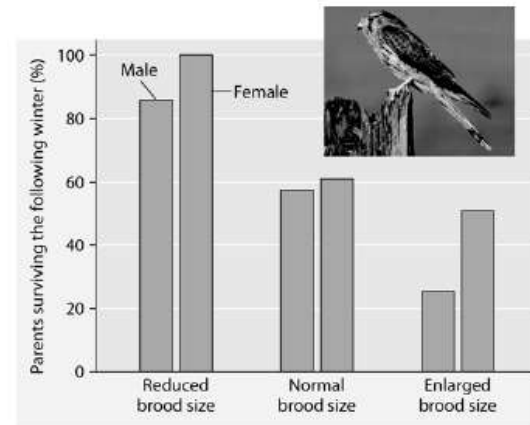 Parents surviving the following winter (%)
100
80
60
40
20
0
Male
Female
Reduced
brood size
Normal
brood size
Enlarged
brood size